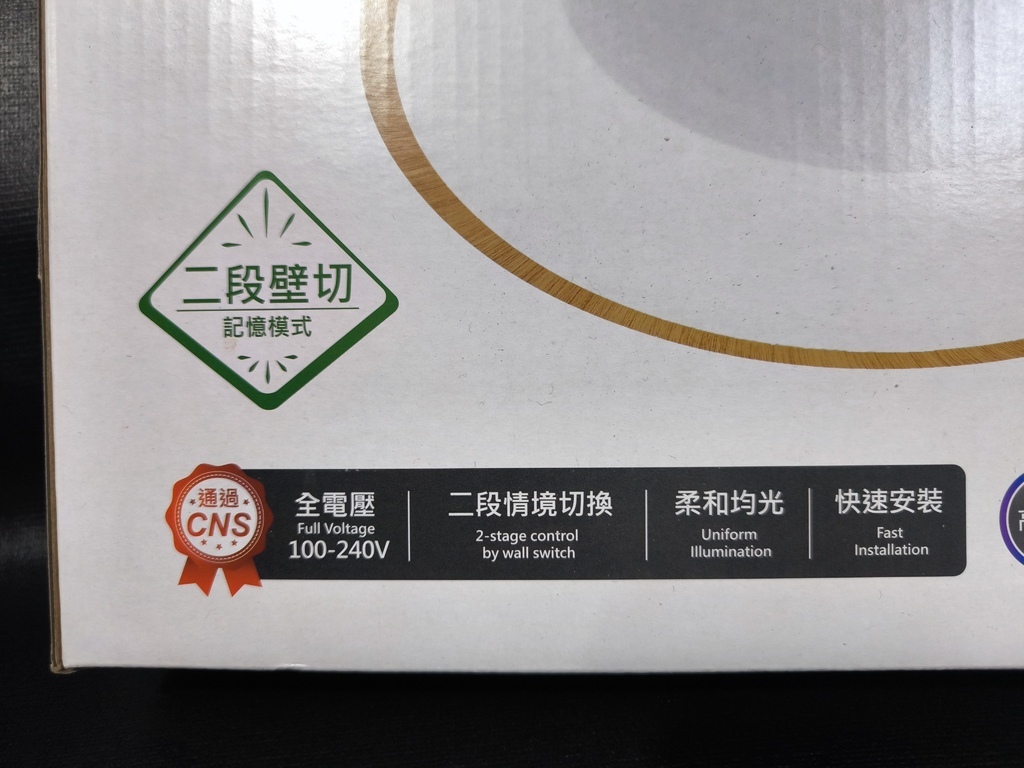 二段壁切
記憶模式
通過
CNS
全電壓
Full Voltage
100-240V
二段情境切換
2-stage control
by wall switch
柔和均光
Uniform
Illumination
快速安裝
Fast
Installation